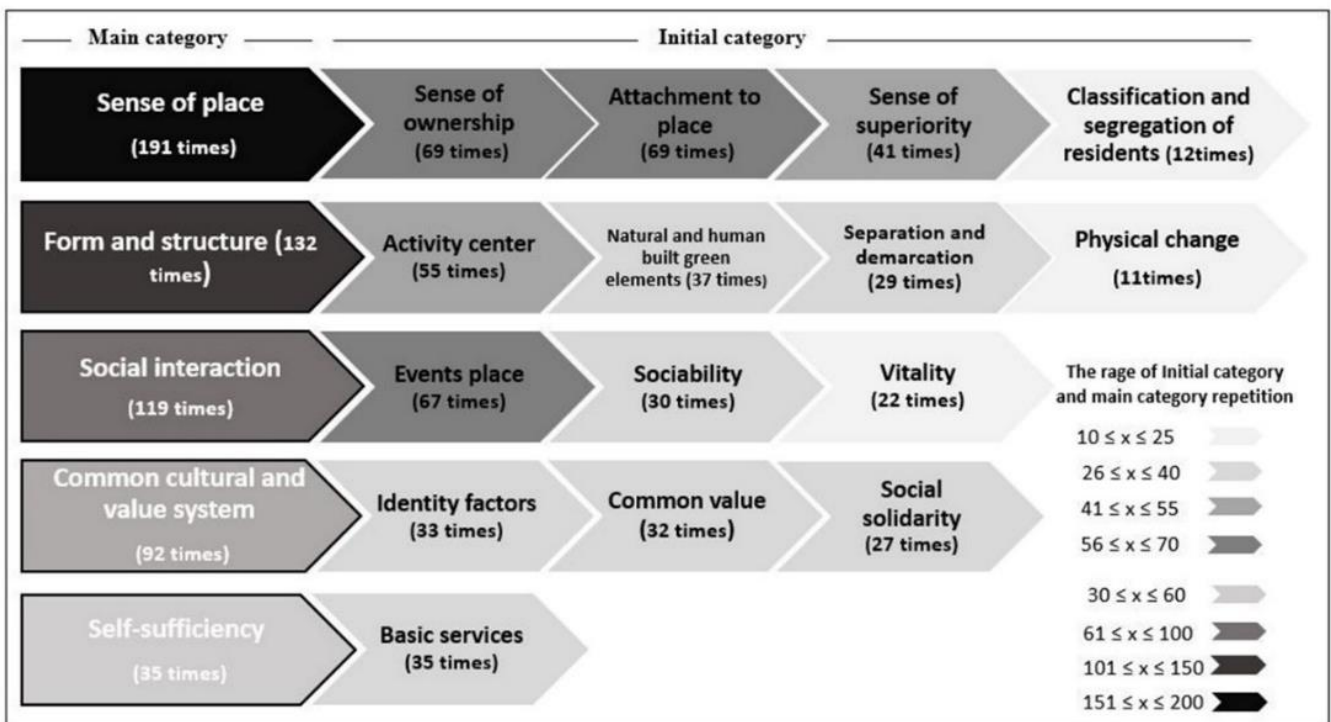 Main category
Initial category
Sense of place
(191 times)
Sense of
ownership
(69 times)
Attachment to
place
(69 times)
Sense of
superiority
(41 times)
Classification and
segregation of
residents (12times)
Form and structure (132
times)
Activity center
(55 times)
Natural and human
built green
elements (37 times)
Separation and
demarcation
(29 times)
Physical change
(11times)
Social interaction
(119 times)
Events place
(67 times)
Sociability
(30 times)
Vitality
(22 times)
Common cultural and
value system
(92 times)
Identity factors
(33 times)
Common value
(32 times)
Social
solidarity
(27 times)
Self-sufficiency
(35 times)
Basic services
(35 times)
The rage of Initial category
and main category repetition
10 ≤ x ≤ 25
26 ≤ x ≤ 40
41 ≤ x ≤ 55
56 ≤ x ≤ 70
30 ≤ x ≤ 60
61 ≤ x ≤ 100
101 ≤ x ≤ 150
151 ≤ x ≤ 200